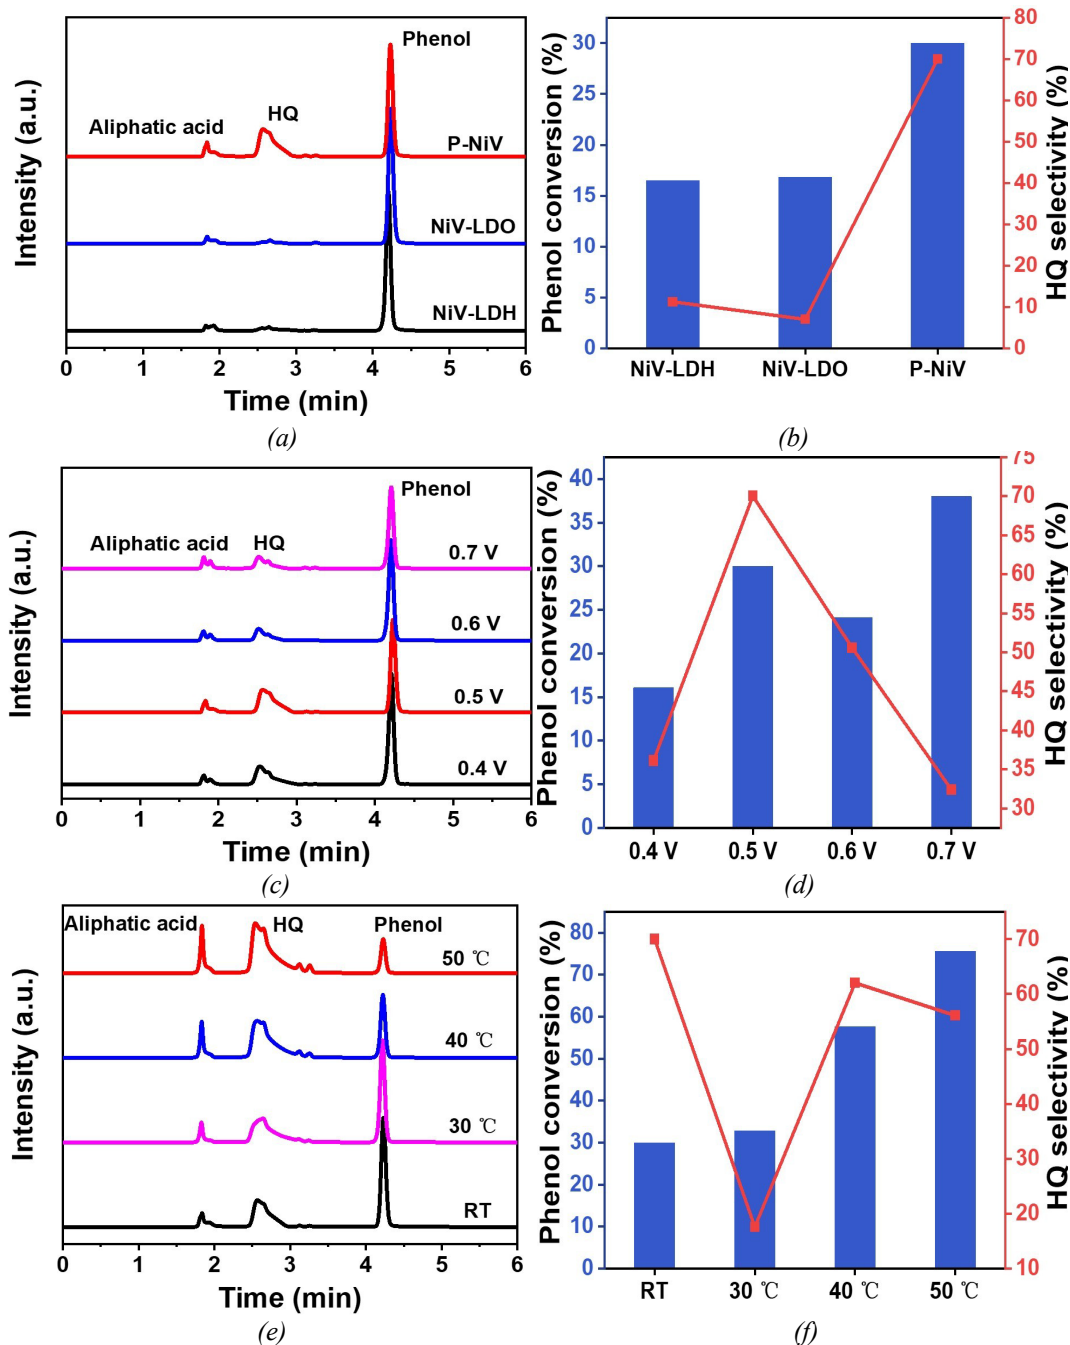 Intensity (a.u.)
Aliphatic acid
HQ
Phenol
P-NiV
NiV-LDO
NiV-LDH
0 1 2 3 4 5 6
Time (min)
(a)
Phenol conversion (%)
30
25
20
15
10
5
0
80
70
60
50
40
30
20
10
0
HQ selectivity (%)
NiV-LDH NiV-LDO P-NiV
(b)
Intensity (a.u.)
Aliphatic acid
HQ
Phenol
0.7 V
0.6 V
0.5 V
0.4 V
0 1 2 3 4 5 6
Time (min)
(c)
Phenol conversion (%)
40
35
30
25
20
15
10
5
0
75
70
65
60
55
50
45
40
35
30
HQ selectivity (%)
0.4 V 0.5 V 0.6 V 0.7 V
(d)
Intensity (a.u.)
Aliphatic acid
HQ
Phenol
50 ℃
40 ℃
30 ℃
RT
0 1 2 3 4 5 6
Time (min)
(e)
Phenol conversion (%)
80
70
60
50
40
30
20
10
0
70
60
50
40
30
20
10
HQ selectivity (%)
RT 30 ℃ 40 ℃ 50 ℃
(f)